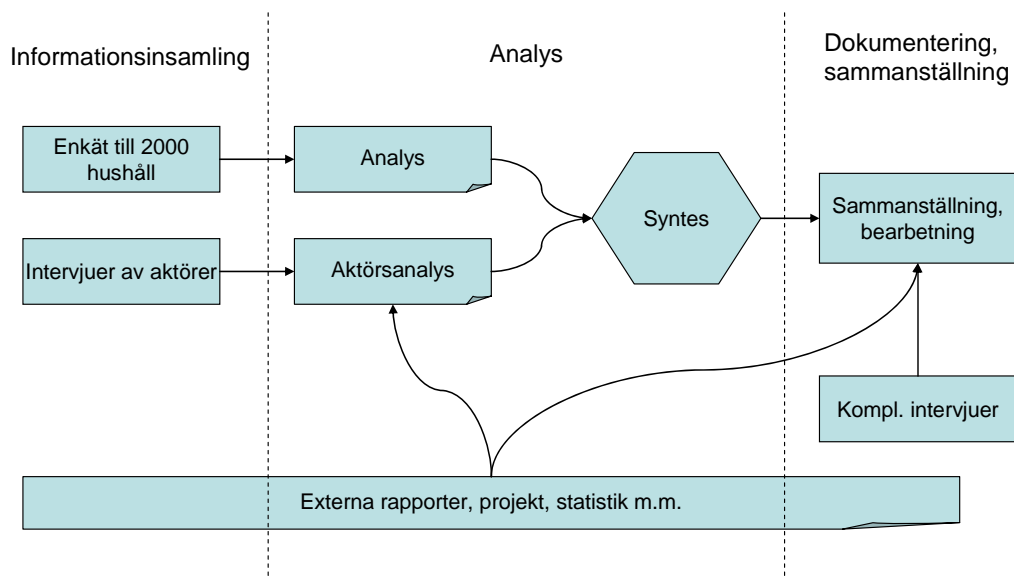 Informationsinsamling
Analys
Dokumentering,
sammanställning
Enkät till 2000
hushåll
Analys
Syntes
Sammanställning,
bearbetning
Intervjuer av aktörer
Aktörsanalys
Kompl. intervjuer
Externa rapporter, projekt, statistik m.m.